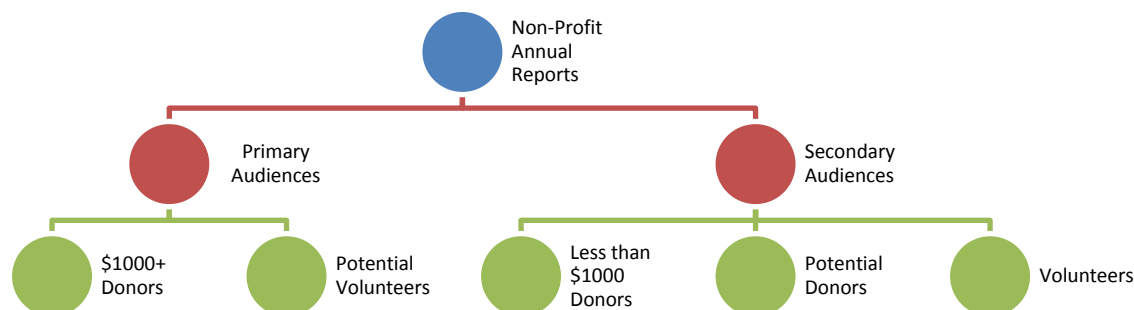 Non-Profit
Annual
Reports
Primary
Audiences
Secondary
Audiences
$1000+
Donors
Potential
Volunteers
Less than
$1000
Donors
Potential
Donors
Volunteers